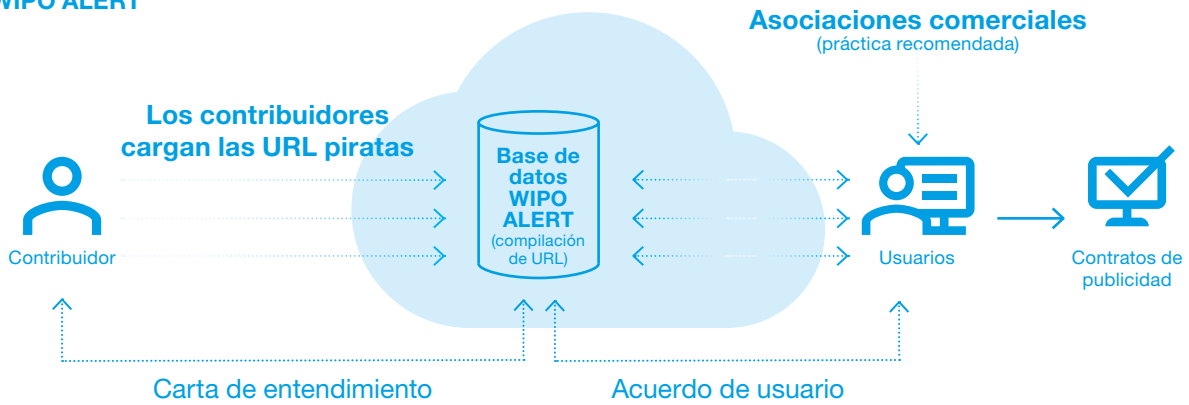 WIPO ALERT
Asociaciones comerciales
(práctica recomendada)
Los contribuidores
cargan las URL piratas
Base de
datos
WIPO
ALERT
(compilación
de URL)
Contribuidor
Usuarios
Contratos de
publicidad
Carta de entendimiento
Acuerdo de usuario